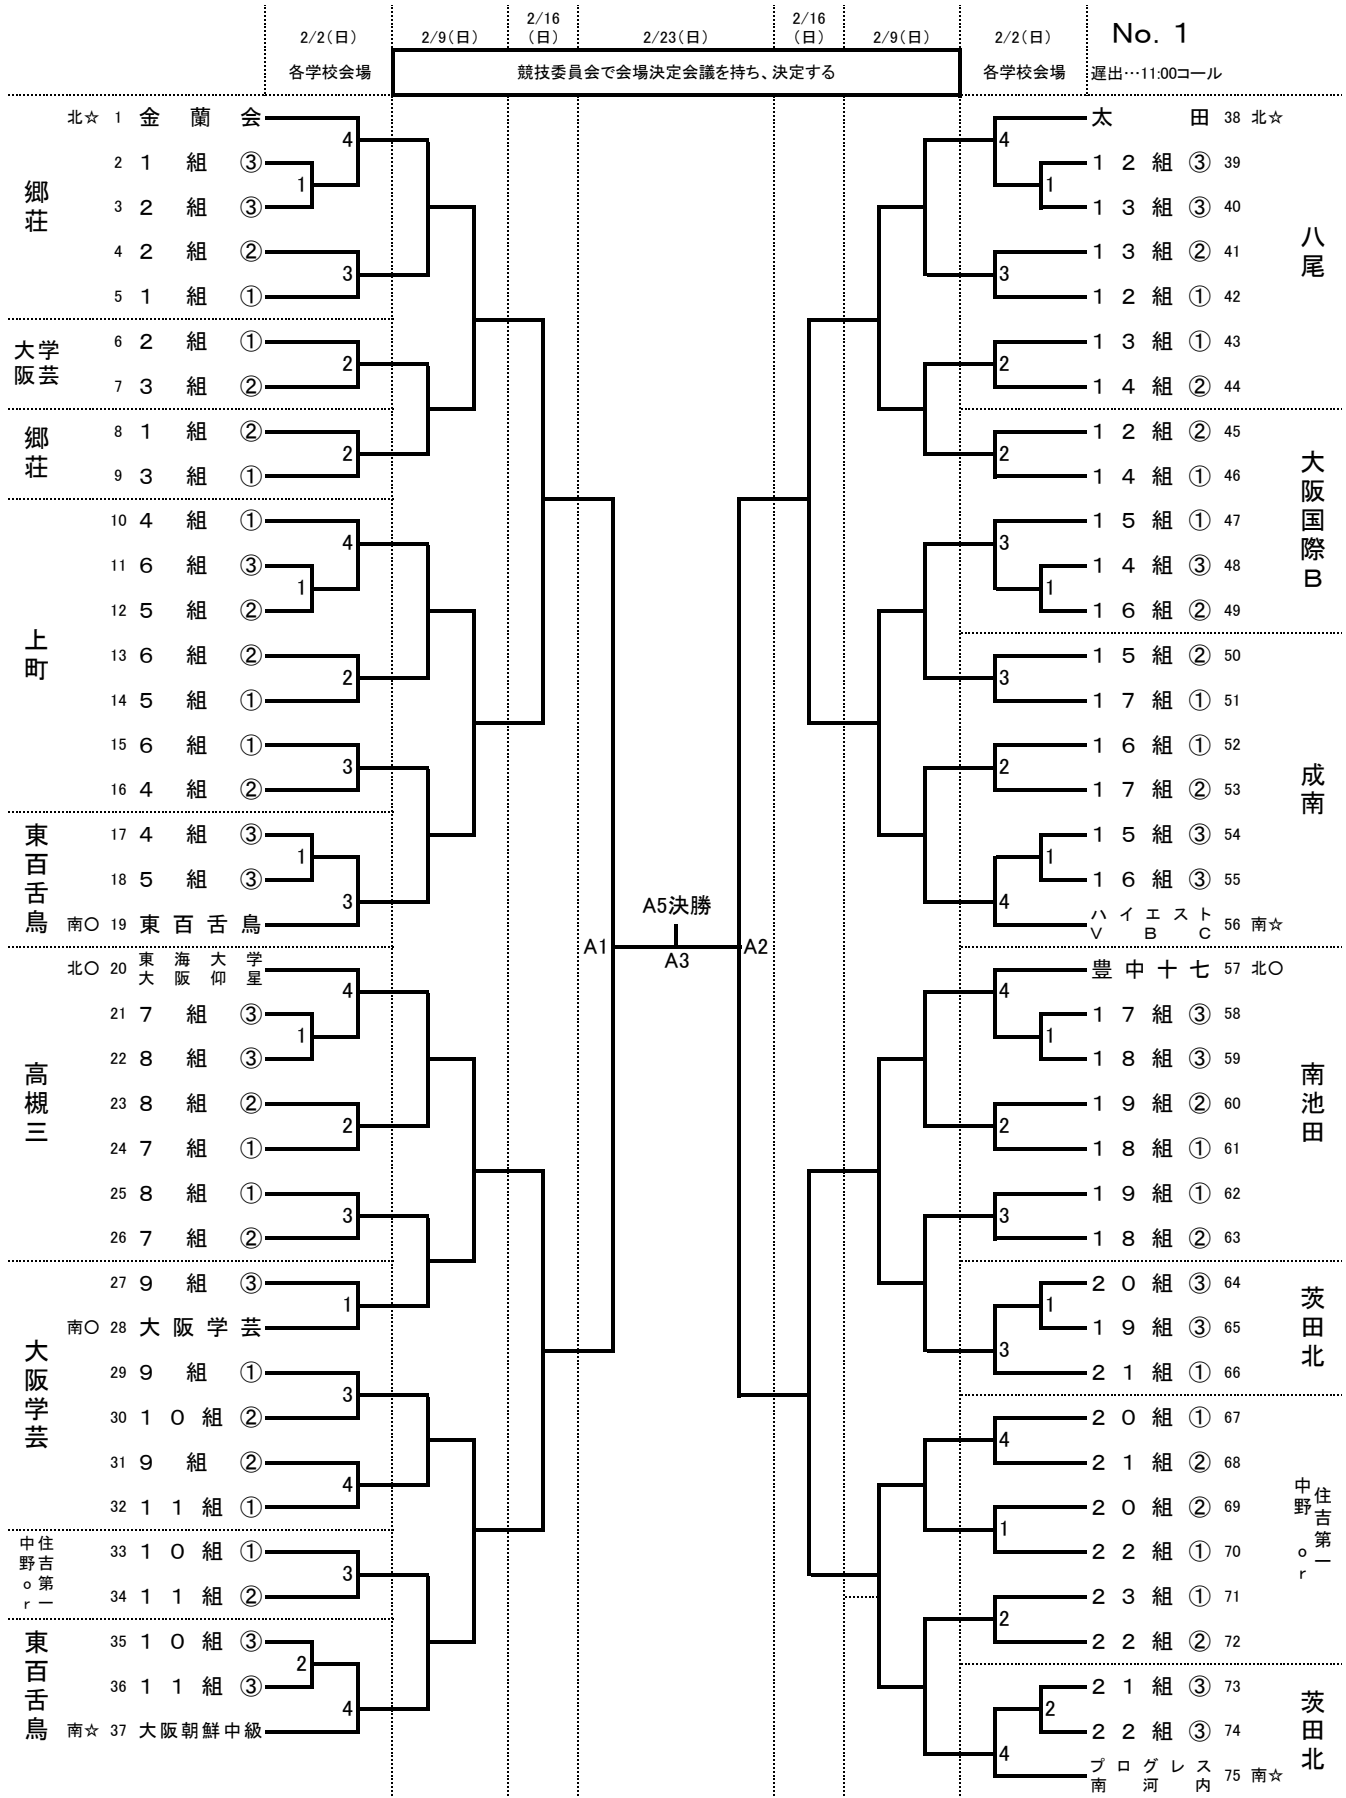 2/2(日) 2/9(日) 2/16(日) 2/23(日) 2/16(日) 2/9(日) 2/2(日) No. 1
各学校会場 競技委員会で会場決定会議を持ち、決定する 各学校会場 遅出…11:00コール
郷荘
北☆ 1 金蘭会
4
2 1組③
1
3 2組③
4 2組②
3
5 1組①
大阪学芸
6 2組①
2
7 3組②
郷荘
8 1組②
2
9 3組①
上町
10 4組①
4
11 6組③
1
12 5組②
13 6組②
2
14 5組①
15 6組①
3
16 4組②
東百舌鳥
17 4組③
1
18 5組③
3
南○ 19 東百舌鳥
高槻三
北○ 20 東海大学大阪仰星
4
21 7組③
1
22 8組③
23 8組②
2
24 7組①
25 8組①
3
26 7組②
大阪学芸
27 9組③
1
南○ 28 大阪学芸
29 9組①
3
30 10組②
31 9組②
4
32 11組①
住吉第一or中野
33 10組①
3
34 11組②
東百舌鳥
35 10組③
2
36 11組③
4
南☆ 37 大阪朝鮮中級
A5決勝
A1 A3 A2
太田 38 北☆
4
12組③ 39
1
13組③ 40
八尾
13組② 41
3
12組① 42
13組① 43
2
14組② 44
12組② 45
2
14組① 46
大阪国際B
15組① 47
3
14組③ 48
1
16組② 49
15組② 50
3
17組① 51
16組① 52
2
17組② 53
成南
15組③ 54
1
16組③ 55
4
ハイエストVBC 56 南☆
豊中十七 57 北○
4
17組③ 58
1
18組③ 59
南池田
19組② 60
2
18組① 61
19組① 62
3
18組② 63
20組③ 64
1
19組③ 65
3
茨田北
21組① 66
20組① 67
4
21組② 68
20組② 69
1
22組① 70
住吉第一or中野
23組① 71
2
22組② 72
21組③ 73
2
22組③ 74
4
茨田北
プログレス南河内 75 南☆